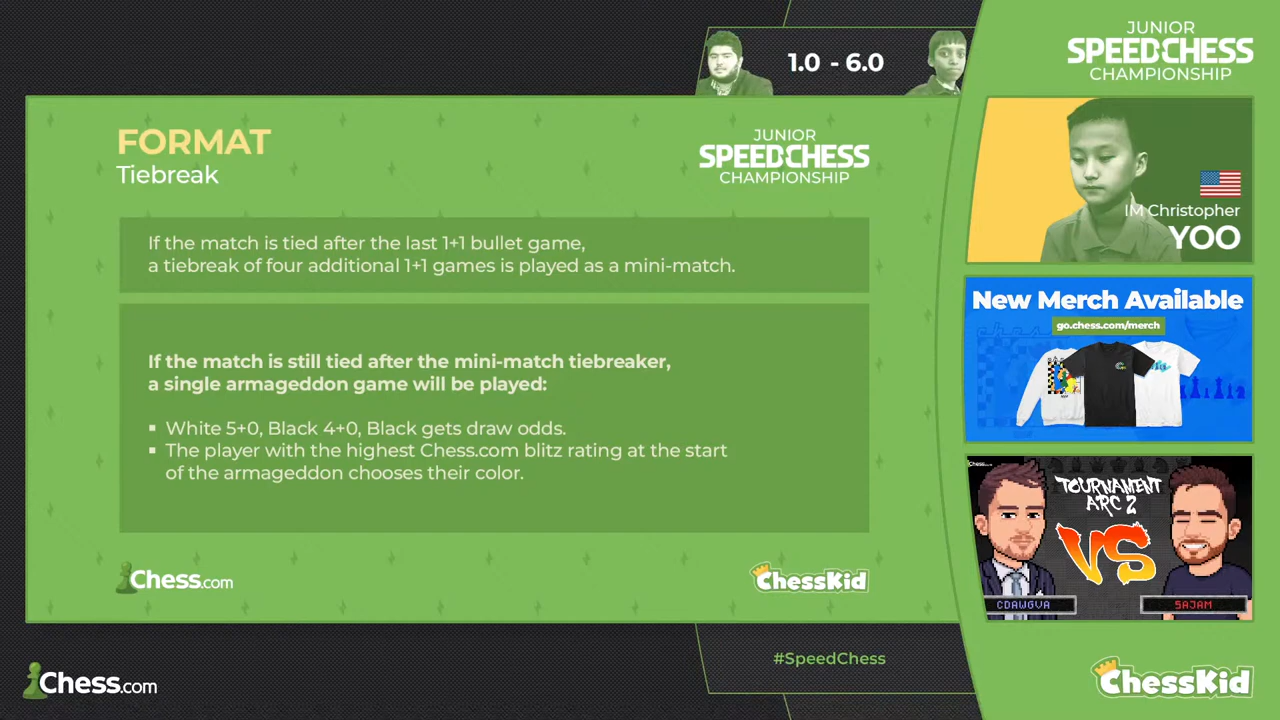 1.0 - 6.0
JUNIOR
SPEEDCHESS
CHAMPIONSHIP
FORMAT
Tiebreak
JUNIOR
SPEEDCHESS
CHAMPIONSHIP
If the match is tied after the last 1+1 bullet game,
a tiebreak of four additional 1+1 games is played as a mini-match.
If the match is still tied after the mini-match tiebreaker,
a single armageddon game will be played:
▪ White 5+0, Black 4+0, Black gets draw odds.
▪ The player with the highest Chess.com blitz rating at the start
of the armageddon chooses their color.
Chess.com
ChessKid
IM Christopher
YOO
New Merch Available
go.chess.com/merch
TOURNAMENT
ARC 2
VS
CDAWGVA
SAJAM
#SpeedChess
Chess.com
ChessKid